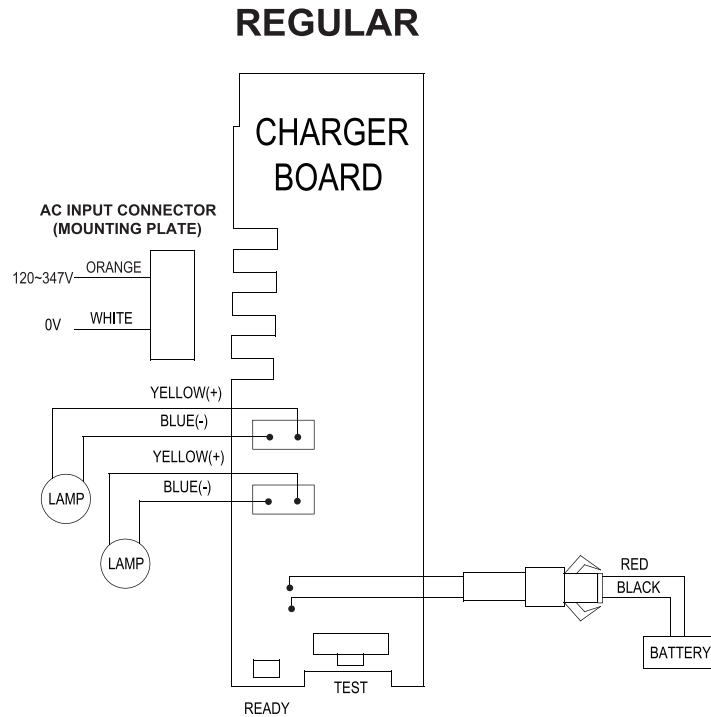 REGULAR
CHARGER
BOARD
AC INPUT CONNECTOR
(MOUNTING PLATE)
120~347V
ORANGE
0V
WHITE
YELLOW(+)
BLUE(-)
YELLOW(+)
BLUE(-)
LAMP
LAMP
RED
BLACK
BATTERY
TEST
READY